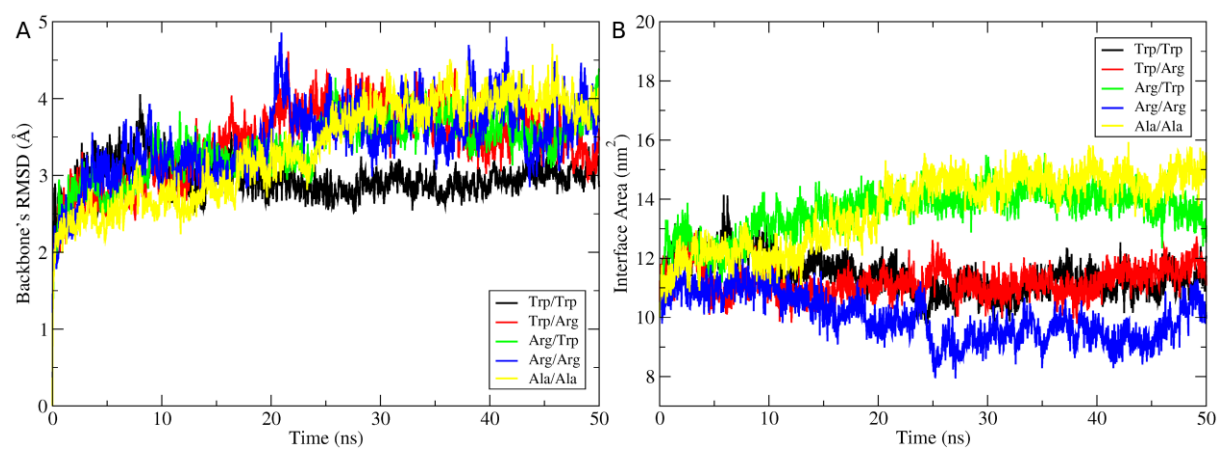 A
Backbone's RMSD (Å)
5
4
3
2
1
0
Trp/Trp
Trp/Arg
Arg/Trp
Arg/Arg
Ala/Ala
0
10
20
30
40
50
Time (ns)
B
Interface Area (nm²)
20
18
16
14
12
10
8
Trp/Trp
Trp/Arg
Arg/Trp
Arg/Arg
Ala/Ala
0
10
20
30
40
50
Time (ns)